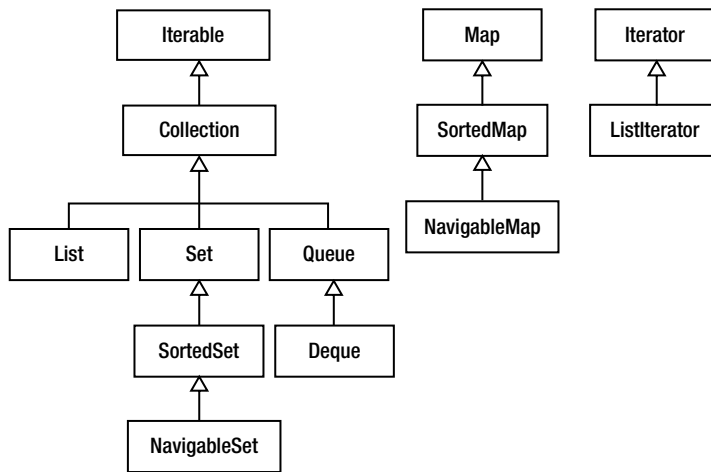 Iterable
Map
Iterator
Collection
SortedMap
ListIterator
List
Set
Queue
NavigableMap
SortedSet
Deque
NavigableSet